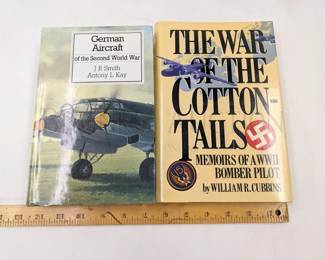 German
Aircraft
of the Second World War
J R Smith
Antony L Kay
THE WAR
OF THE
COTTON-
TAILS
MEMOIRS OF A WWII
BOMBER PILOT
by WILLIAM R. CUBBINS